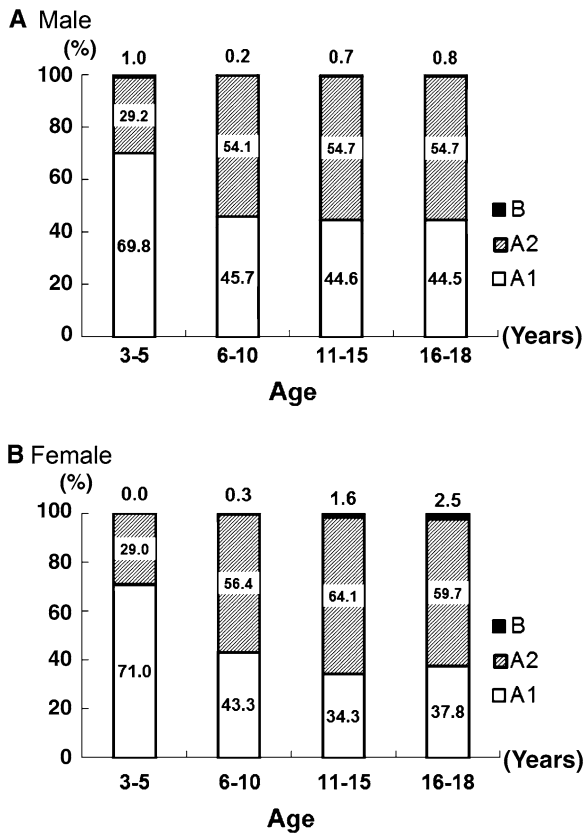 A Male
(%)
1.0 0.2 0.7 0.8
100
80
60
40
20
0
29.2 54.1 54.7 54.7
69.8 45.7 44.6 44.5
B
A2
A1
(Years)
3-5 6-10 11-15 16-18
Age
B Female
(%)
0.0 0.3 1.6 2.5
100
80
60
40
20
0
29.0 56.4 64.1 59.7
71.0 43.3 34.3 37.8
B
A2
A1
(Years)
3-5 6-10 11-15 16-18
Age